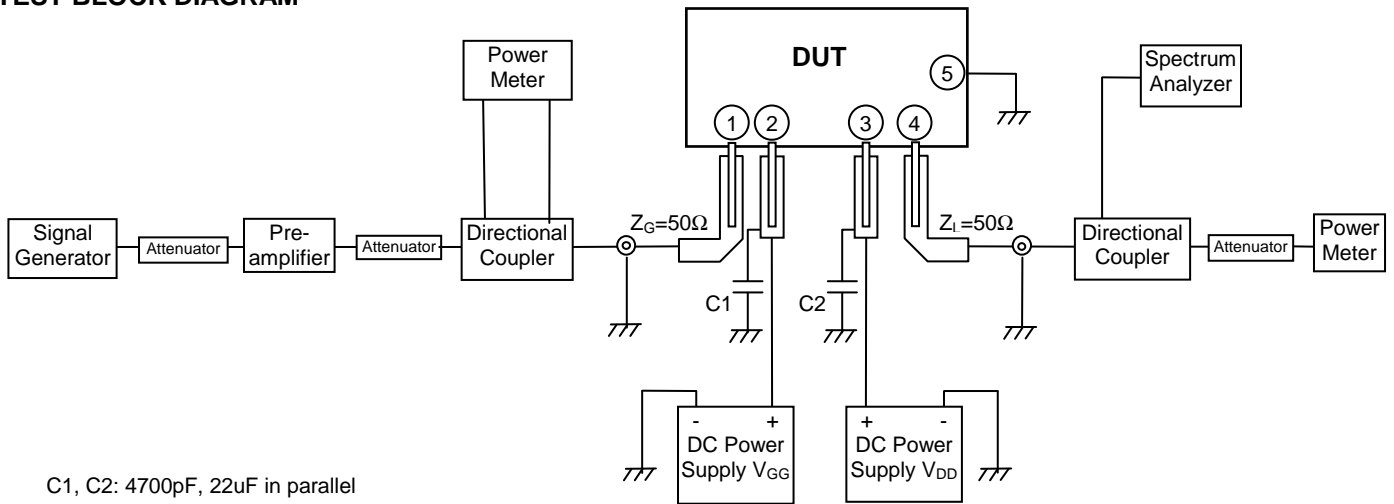 TEST BLOCK DIAGRAM
DUT
5
1
2
3
4
Power
Meter
Spectrum
Analyzer
Signal
Generator
Attenuator
Pre-
amplifier
Attenuator
Directional
Coupler
ZG=50Ω
ZL=50Ω
Directional
Coupler
Attenuator
Power
Meter
C1
C2
- +
DC Power
Supply VGG
+ -
DC Power
Supply VDD
C1, C2: 4700pF, 22uF in parallel